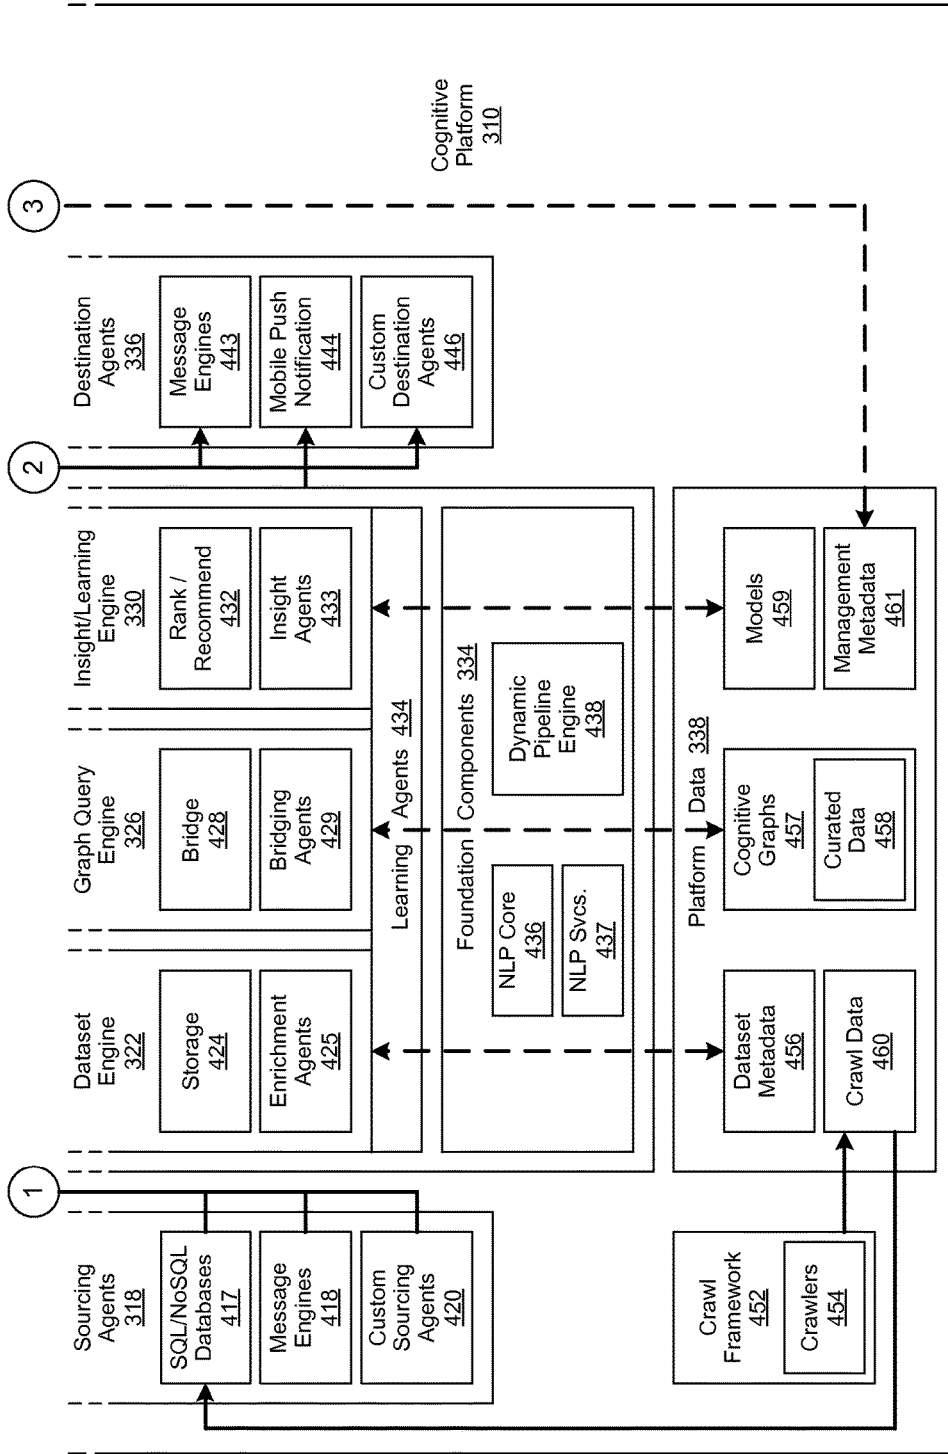 1
2
3
Sourcing
Agents
318
SQL/NoSQL
Databases
417
Message
Engines
418
Custom
Sourcing
Agents
420
Dataset
Engine
322
Storage
424
Enrichment
Agents
425
Graph Query
Engine
326
Bridge
428
Bridging
Agents
429
Insight/Learning
Engine
330
Rank /
Recommend
432
Insight
Agents
433
Learning Agents 434
Foundation Components 334
NLP Core
436
NLP Svcs.
437
Dynamic
Pipeline
Engine
438
Destination
Agents
336
Message
Engines
443
Mobile Push
Notification
444
Custom
Destination
Agents
446
Cognitive
Platform
310
Crawl
Framework
452
Crawlers
454
Platform Data 338
Dataset
Metadata
456
Crawl Data
460
Cognitive
Graphs
457
Curated
Data
458
Models
459
Management
Metadata
461